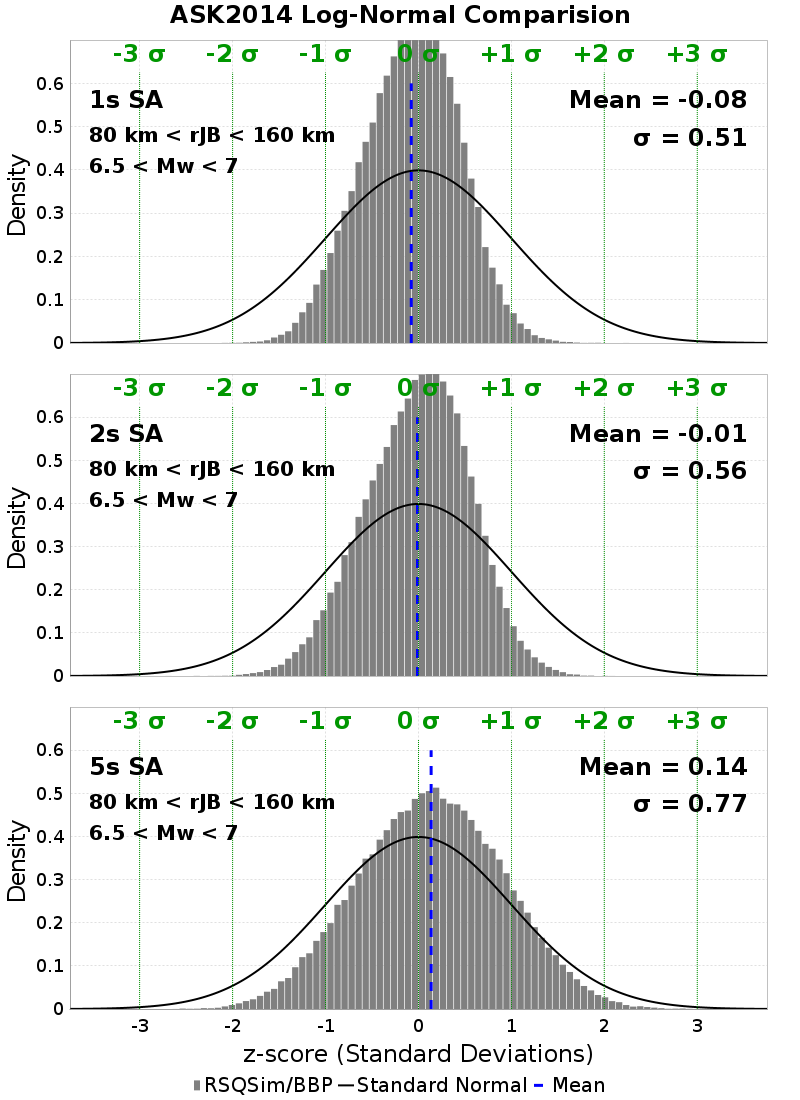 ASK2014 Log-Normal Comparision
-3 σ -2 σ -1 σ 0 σ +1 σ +2 σ +3 σ
1s SA Mean = -0.08
80 km < rJB < 160 km σ = 0.51
6.5 < Mw < 7
0.6
0.5
0.4
0.3
0.2
0.1
0
Density
-3 σ -2 σ -1 σ 0 σ +1 σ +2 σ +3 σ
2s SA Mean = -0.01
80 km < rJB < 160 km σ = 0.56
6.5 < Mw < 7
0.6
0.5
0.4
0.3
0.2
0.1
0
Density
-3 σ -2 σ -1 σ 0 σ +1 σ +2 σ +3 σ
5s SA Mean = 0.14
80 km < rJB < 160 km σ = 0.77
6.5 < Mw < 7
0.6
0.5
0.4
0.3
0.2
0.1
0
Density
-3 -2 -1 0 1 2 3
z-score (Standard Deviations)
RSQSim/BBP Standard Normal Mean